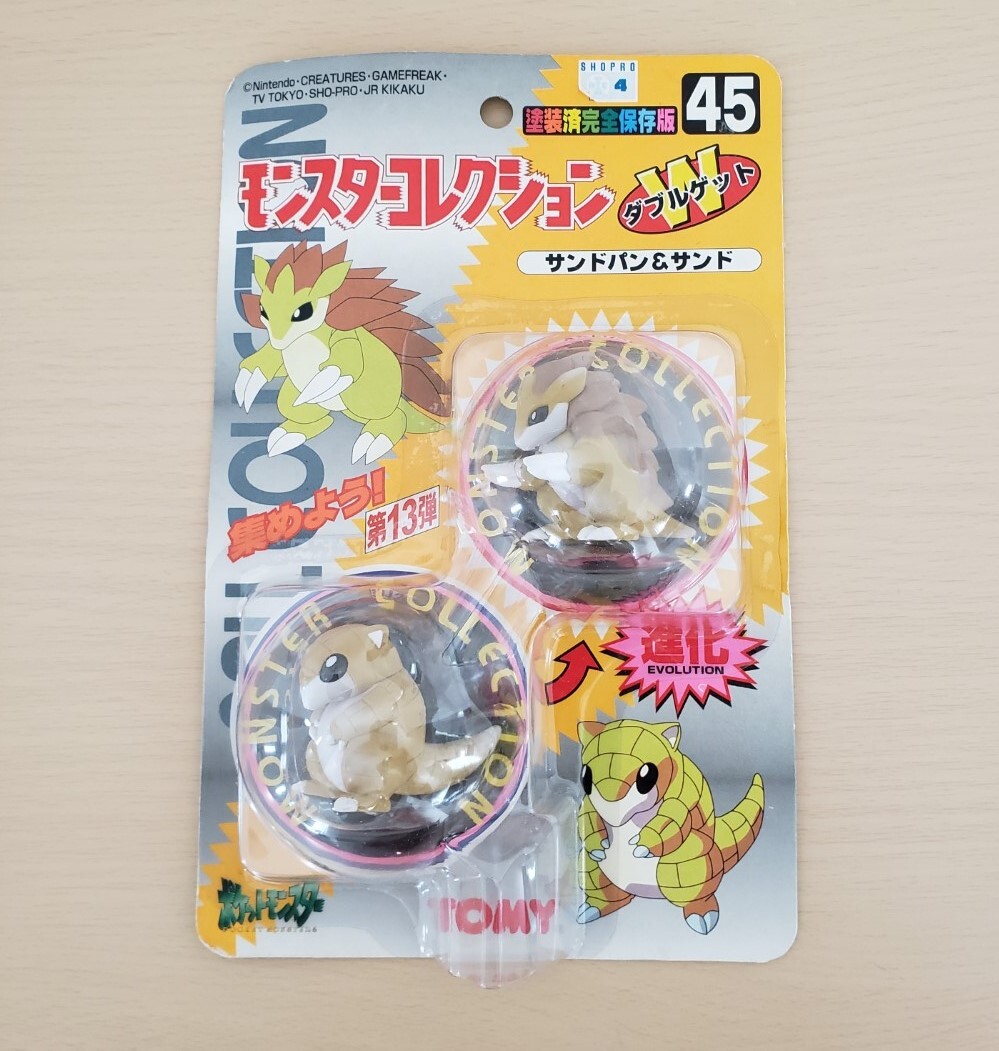 ©Nintendo・CREATURES・GAMEFREAK・
TV TOKYO・SHO-PRO・JR KIKAKU
SHOPRO
4
塗装済完全保存版
45
モンスターコレクション
W
ダブルゲット
サンドパン&サンド
MONSTER COLLECTION
集めよう!
第13弾
進化
EVOLUTION
MONSTER COLLECTION
ポケットモンスター
POCKET MONSTERS
TOMY